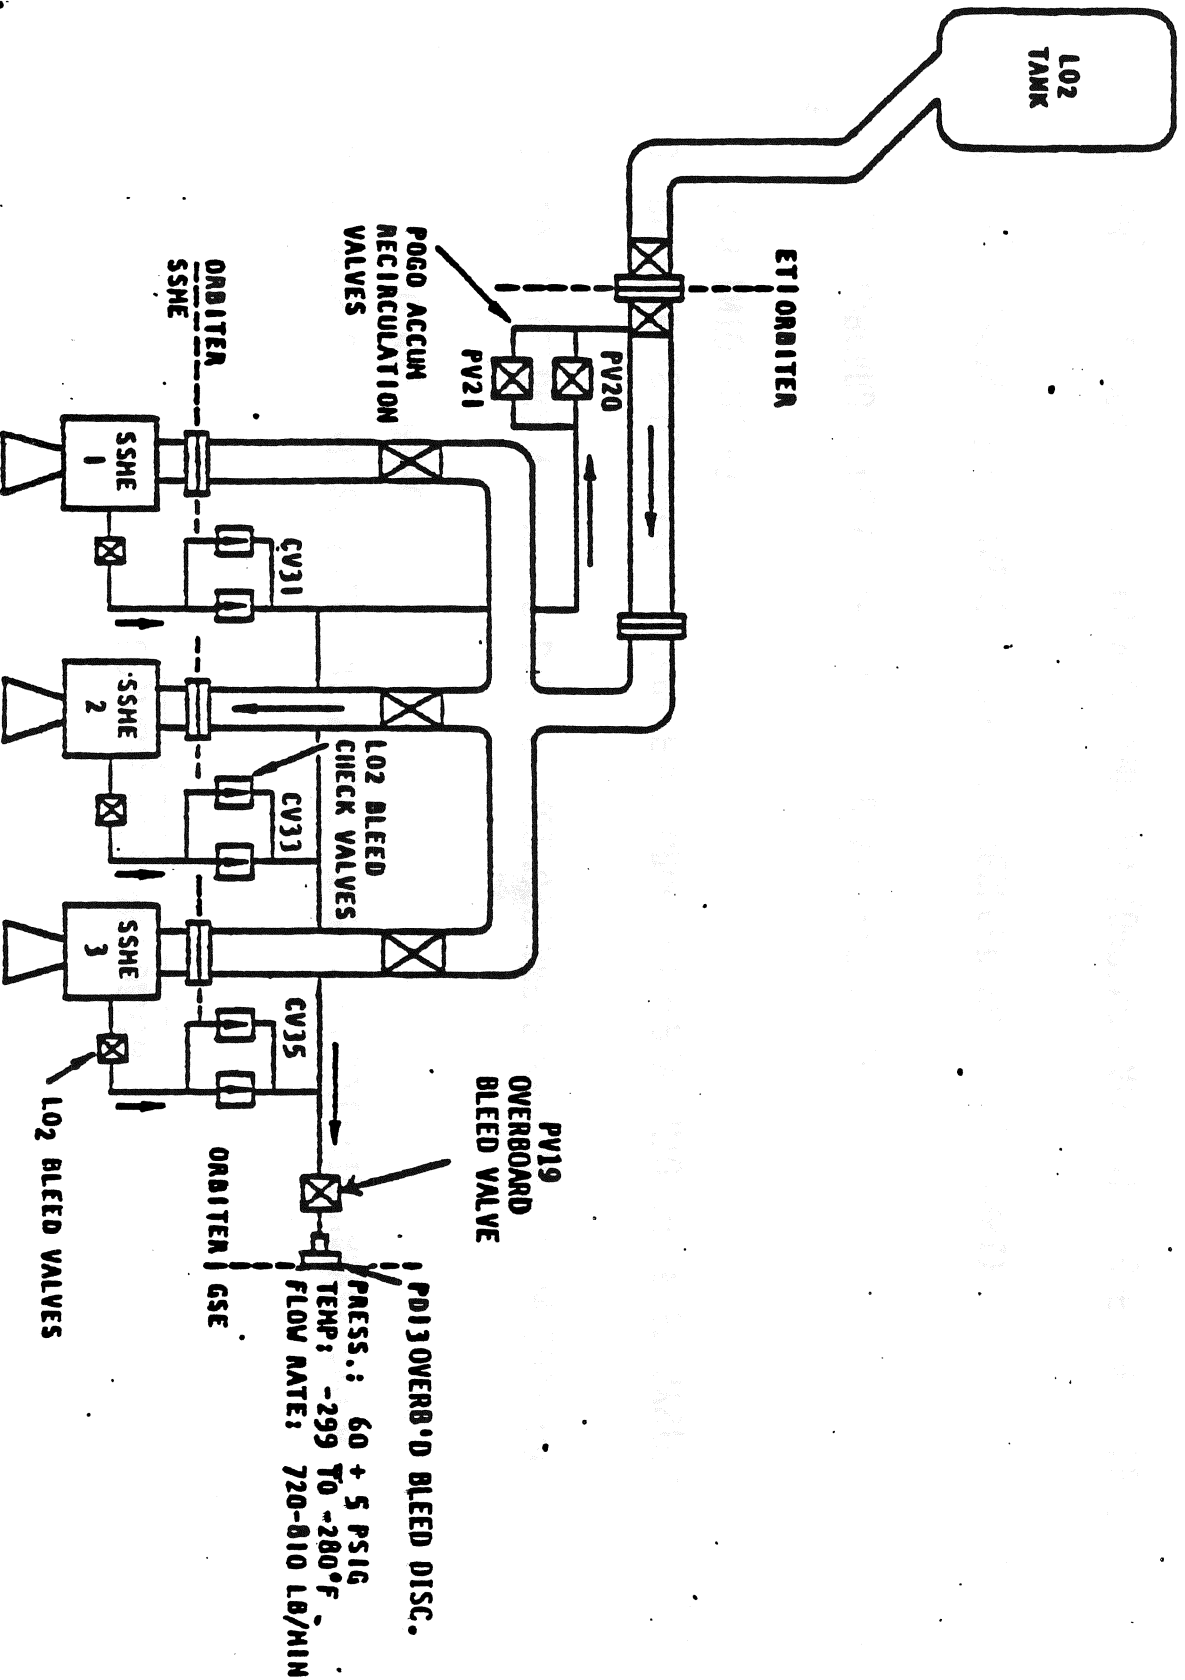 LO2
TANK
ET|ORBITER
POGO ACCUM
RECIRCULATION
VALVES
PV20
PV21
ORBITER
SSME
SSME
1
CV31
SSME
2
LO2 BLEED
CHECK VALVES
CV33
SSME
3
CV35
LO2 BLEED VALVES
PV19
OVERBOARD
BLEED VALVE
ORBITER|GSE
PD13OVERB'D BLEED DISC.
PRESS.: 60 + 5 PSIG
TEMP: -299 TO -280°F
FLOW RATE: 720-810 LB/MIN